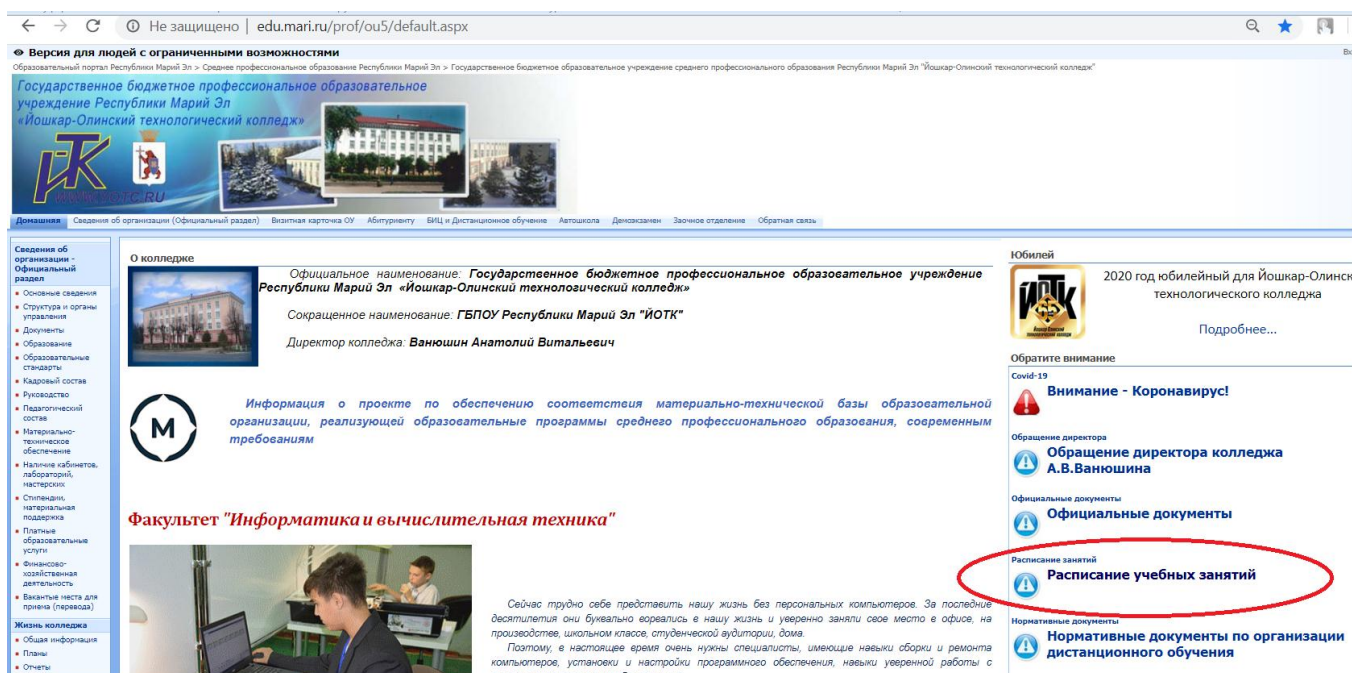 Не защищено | edu.mari.ru/prof/ou5/default.aspx
Версия для людей с ограниченными возможностями
Образовательный портал Республики Марий Эл > Среднее профессиональное образование Республики Марий Эл > Государственное бюджетное образовательное учреждение среднего профессионального образования Республики Марий Эл "Йошкар-Олинский технологический колледж"
Государственное бюджетное профессиональное образовательное
учреждение Республики Марий Эл
«Йошкар-Олинский технологический колледж»
Домашняя Сведения об организации (Официальный раздел) Визитная карточка ОУ Абитуриенту БИЦ и Дистанционное обучение Автошкола Демоэкзамен Заочное отделение Обратная связь
Сведения об
организации -
Официальный
раздел
Основные сведения
Структура и органы
управления
Документы
Образование
Образовательные
стандарты
Кадровый состав
Руководство
Педагогический
состав
Материально-
техническое
обеспечение
Наличие кабинетов,
лабораторий,
мастерских
Стипендии,
материальная
поддержка
Платные
образовательные
услуги
Финансово-
хозяйственная
деятельность
Вакантные места для
приема (перевода)
Жизнь колледжа
Общая информация
Планы
Отчеты
О колледже
Официальное наименование: Государственное бюджетное профессиональное образовательное учреждение
Республики Марий Эл «Йошкар-Олинский технологический колледж»
Сокращенное наименование: ГБПОУ Республики Марий Эл "ЙОТК"
Директор колледжа: Ванюшин Анатолий Витальевич
М
Информация о проекте по обеспечению соответствия материально-технической базы образовательной
организации, реализующей образовательные программы среднего профессионального образования, современным
требованиям
Факультет "Информатика и вычислительная техника"
Сейчас трудно себе представить нашу жизнь без персональных компьютеров. За последние
десятилетия они буквально ворвались в нашу жизнь и уверенно заняли свое место в офисе, на
производстве, школьном классе, студенческой аудитории, дома.
Поэтому, в настоящее время очень нужны специалисты, имеющие навыки сборки и ремонта
компьютеров, установки и настройки программного обеспечения, навыки уверенной работы с
Юбилей
2020 год юбилейный для Йошкар-Олинск
технологического колледжа
Подробнее...
Обратите внимание
Covid-19
Внимание - Коронавирус!
Обращение директора
Обращение директора колледжа
А.В.Ванюшина
Официальные документы
Официальные документы
Расписание занятий
Расписание учебных занятий
Нормативные документы
Нормативные документы по организации
дистанционного обучения